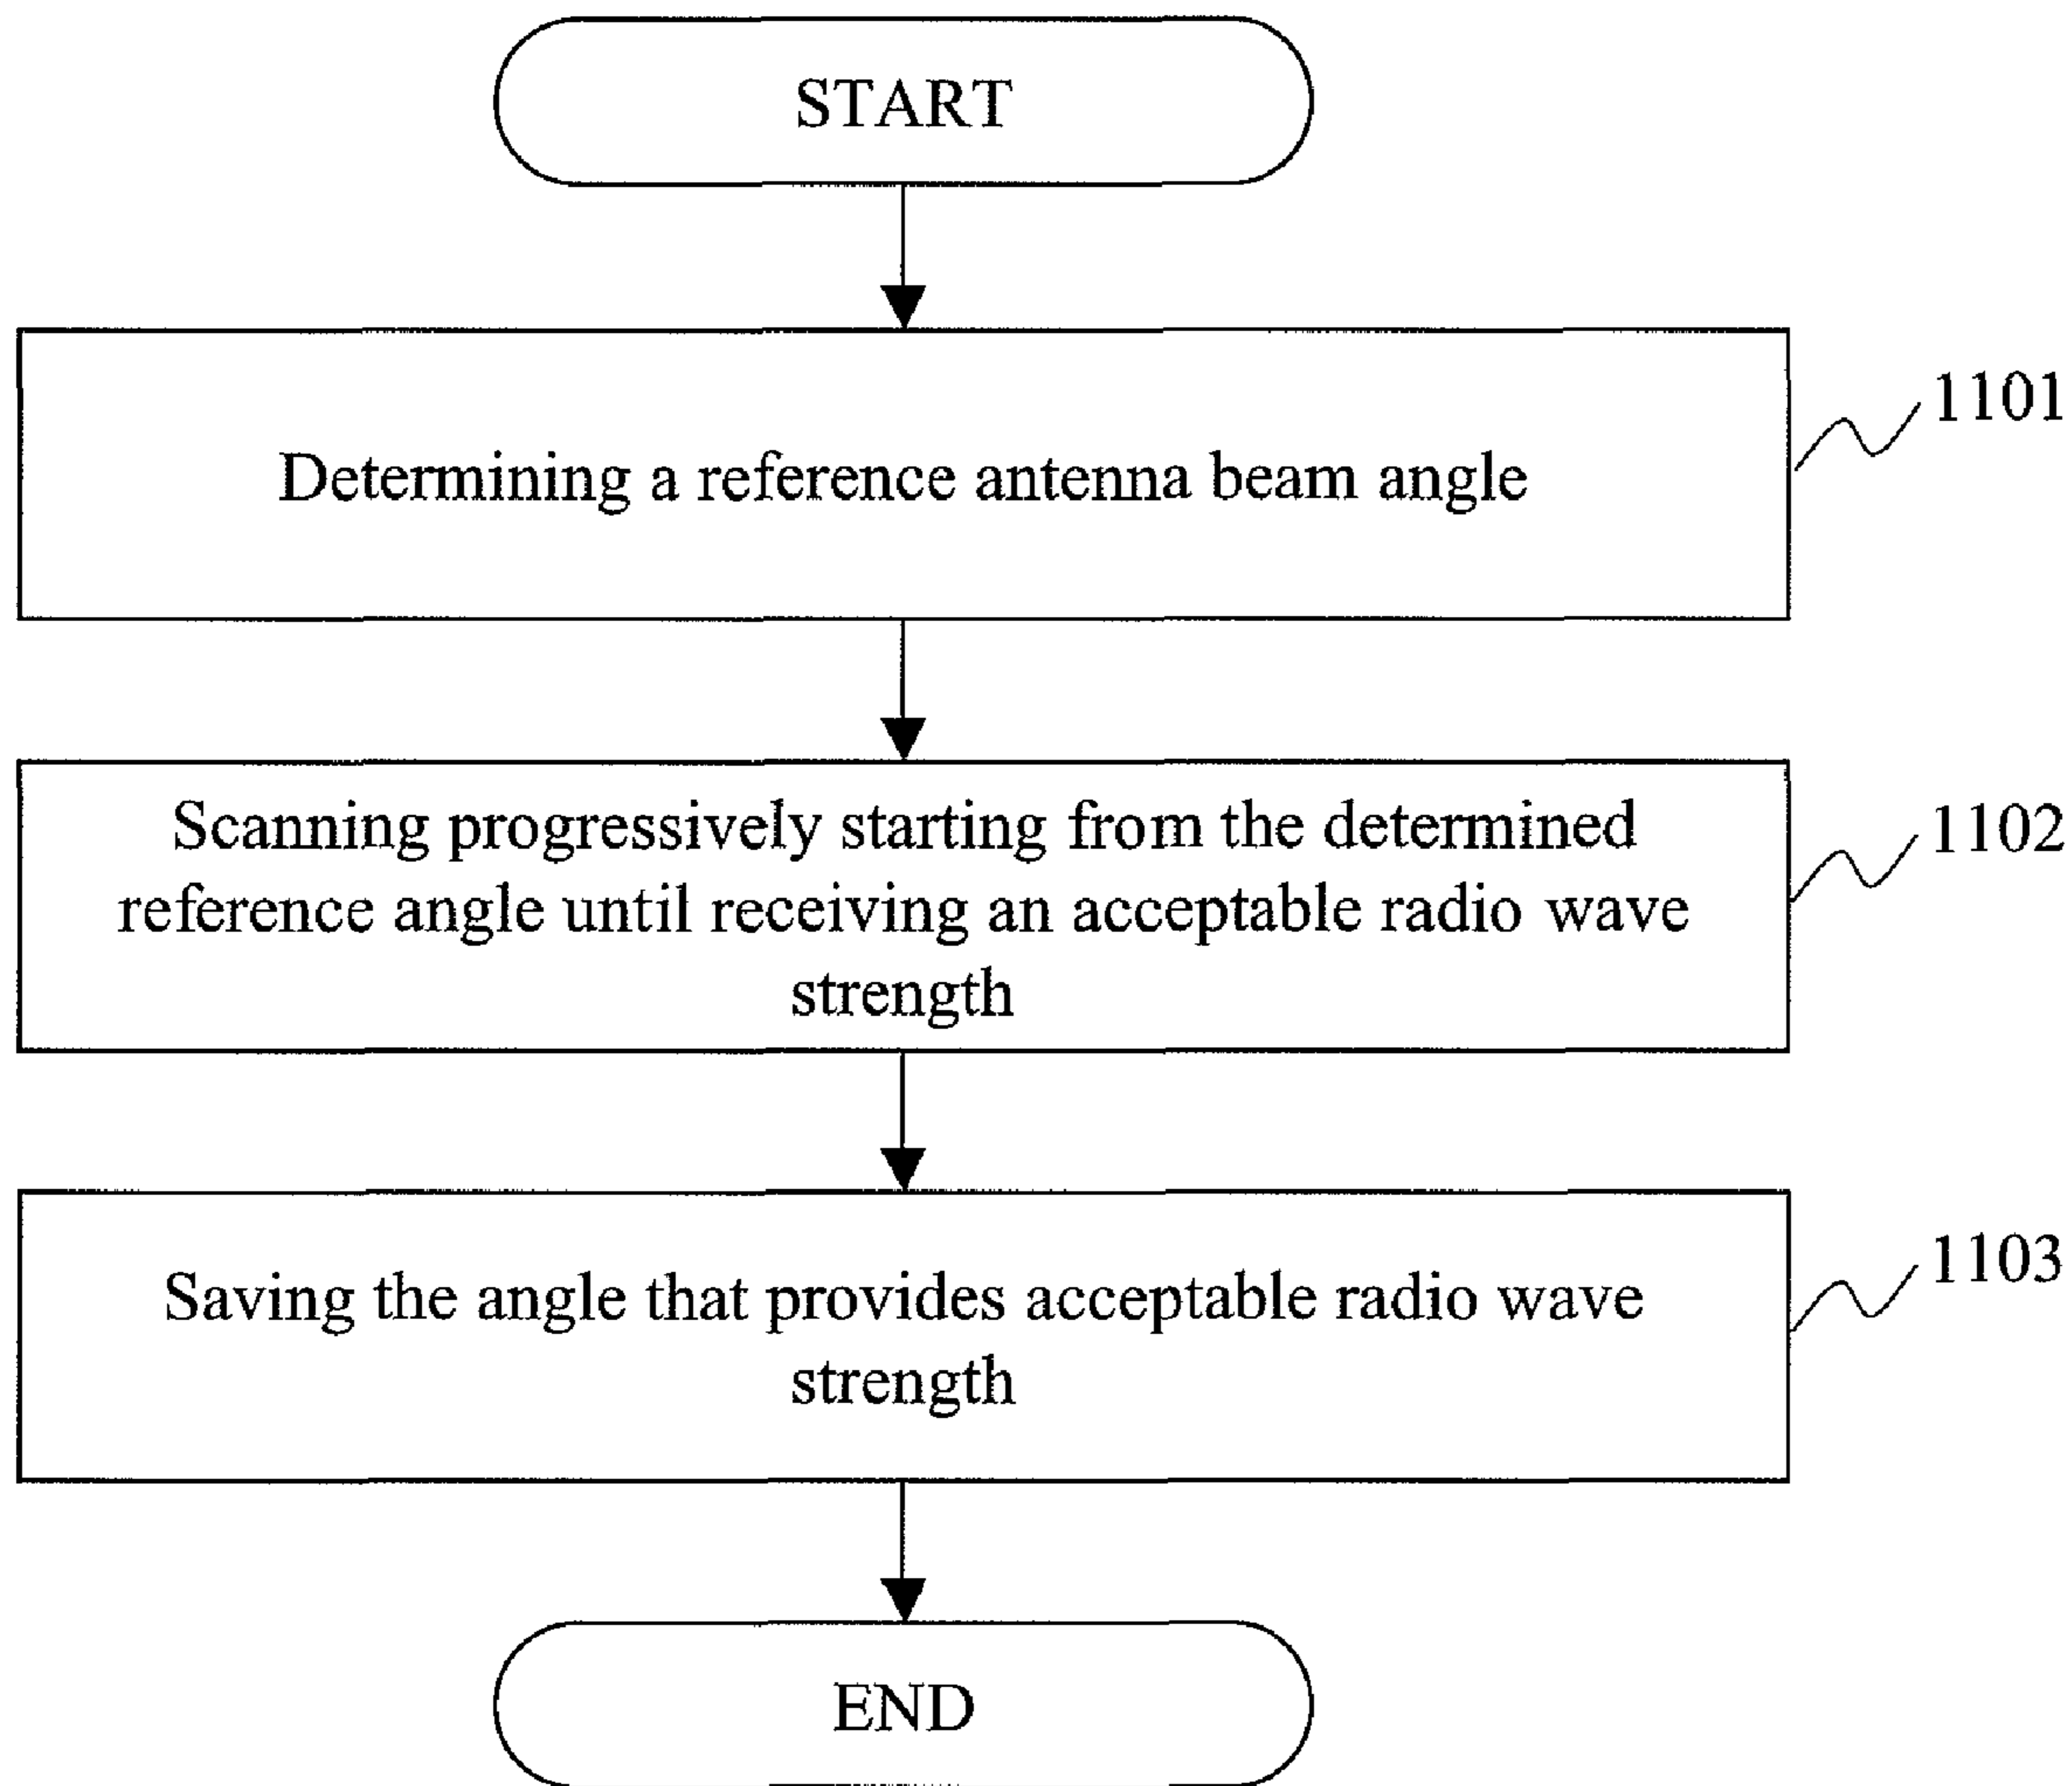 START
Determining a reference antenna beam angle
1101
Scanning progressively starting from the determined
reference angle until receiving an acceptable radio wave
strength
1102
Saving the angle that provides acceptable radio wave
strength
1103
END